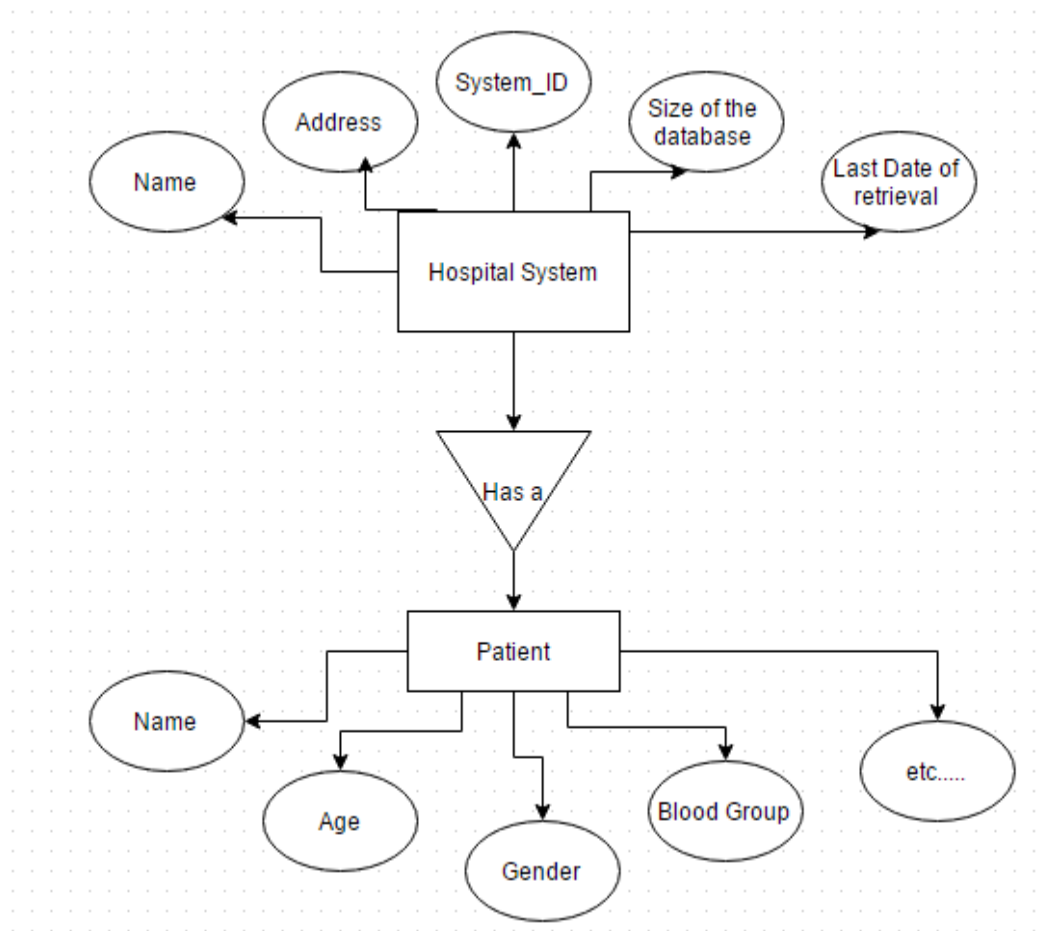 System_ID
Address
Size of the
database
Name
Last Date of
retrieval
Hospital System
Has a
Patient
Name
Age
Gender
Blood Group
etc.....